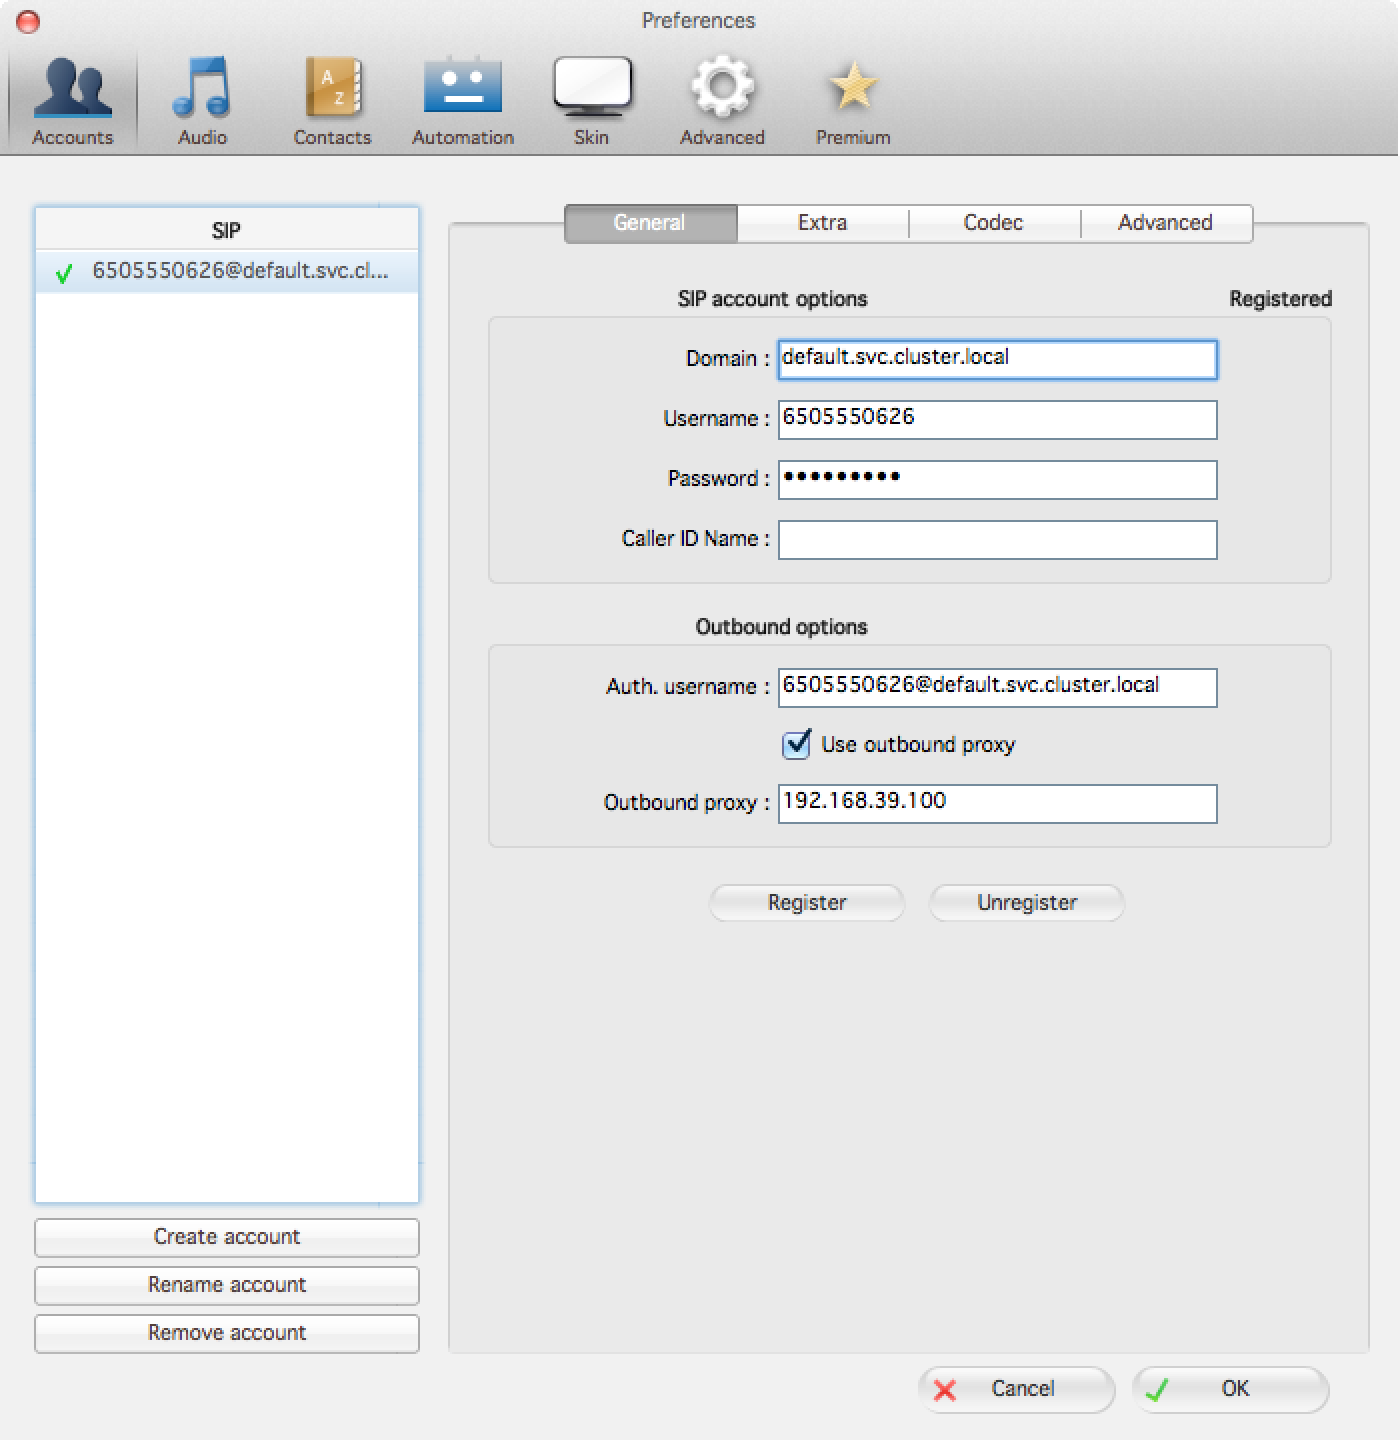 Preferences
Accounts
Audio
A
Z
Contacts
Automation
Skin
Advanced
Premium
SIP
6505550626@default.svc.cl...
General
Extra
Codec
Advanced
SIP account options
Registered
Domain : default.svc.cluster.local
Username : 6505550626
Password : •••••••••
Caller ID Name :
Outbound options
Auth. username : 6505550626@default.svc.cluster.local
Use outbound proxy
Outbound proxy : 192.168.39.100
Register
Unregister
Create account
Rename account
Remove account
Cancel
OK